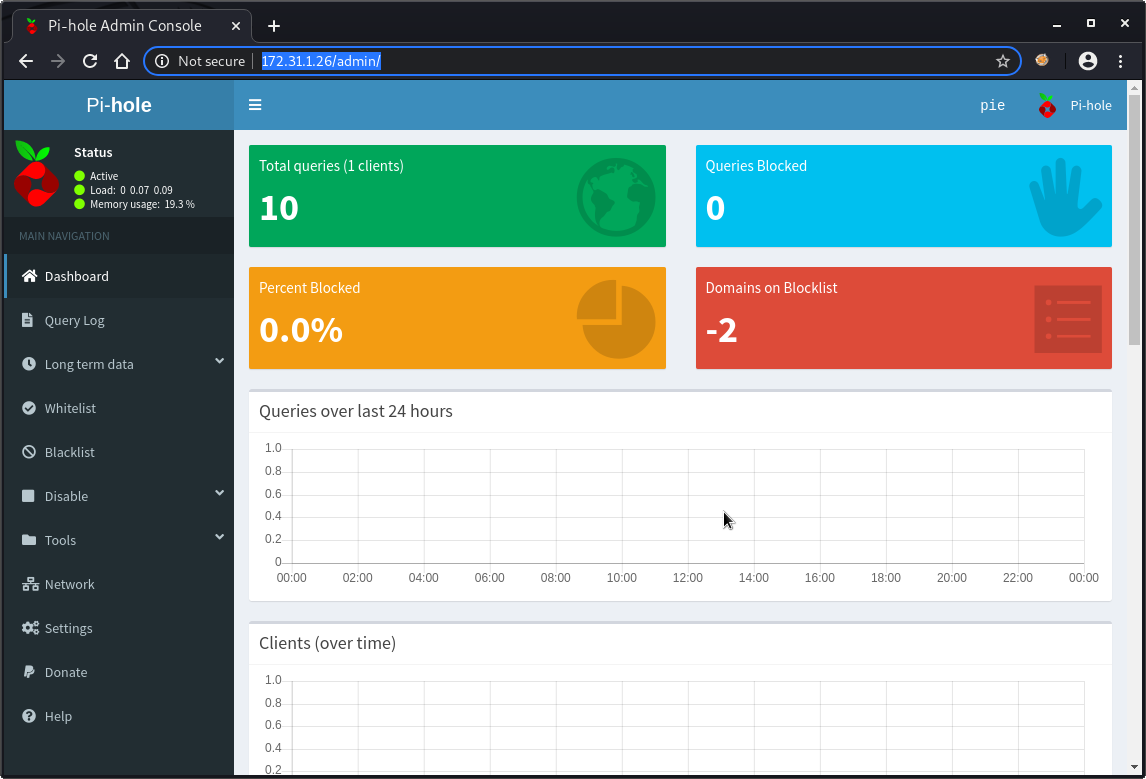 Pi-hole Admin Console
Not secure 172.31.1.26/admin/
Pi-hole
pie Pi-hole
Status
Active
Load: 0 0.07 0.09
Memory usage: 19.3 %
MAIN NAVIGATION
Dashboard
Query Log
Long term data
Whitelist
Blacklist
Disable
Tools
Network
Settings
Donate
Help
Total queries (1 clients)
10
Queries Blocked
0
Percent Blocked
0.0%
Domains on Blocklist
-2
Queries over last 24 hours
1.0
0.8
0.6
0.4
0.2
0
00:00 02:00 04:00 06:00 08:00 10:00 12:00 14:00 16:00 18:00 20:00 22:00 00:00
Clients (over time)
1.0
0.8
0.6
0.4
0.2